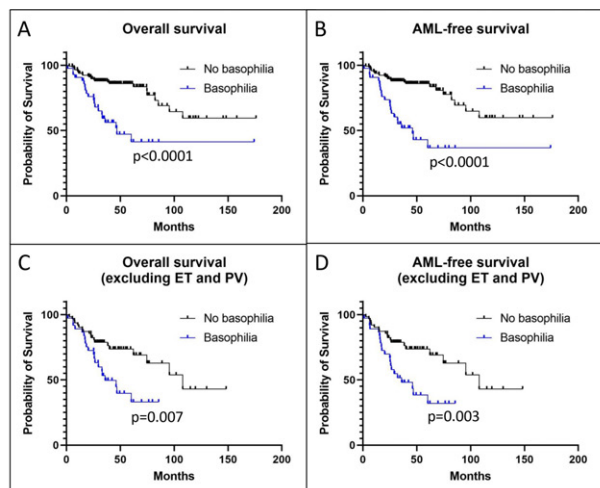 A
Overall survival
Probability of Survival
100
50
0
No basophilia
Basophilia
p<0.0001
0 50 100 150 200
Months
B
AML-free survival
Probability of Survival
100
50
0
No basophilia
Basophilia
p<0.0001
0 50 100 150 200
Months
C
Overall survival
(excluding ET and PV)
Probability of Survival
100
50
0
No basophilia
Basophilia
p=0.007
0 50 100 150 200
Months
D
AML-free survival
(excluding ET and PV)
Probability of Survival
100
50
0
No basophilia
Basophilia
p=0.003
0 50 100 150 200
Months